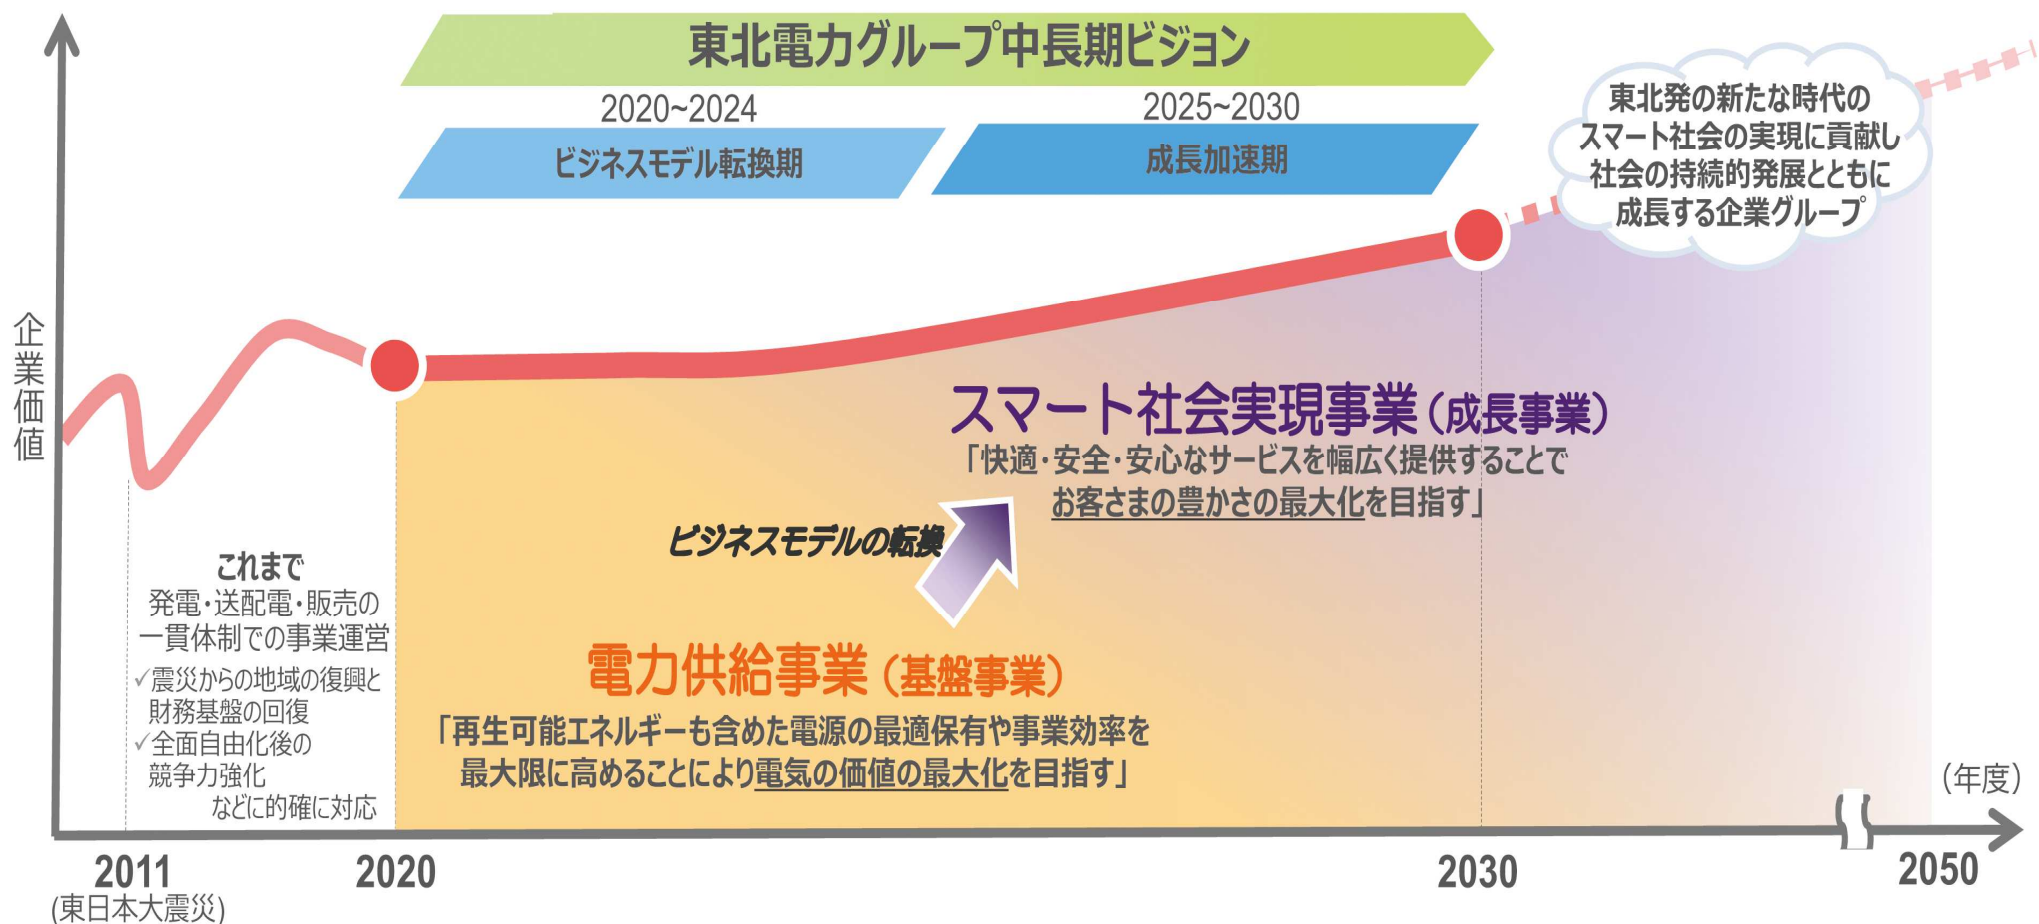 東北電力グループ中長期ビジョン
2020~2024
2025~2030
ビジネスモデル転換期
成長加速期
東北発の新たな時代の
スマート社会の実現に貢献し
社会の持続的発展とともに
成長する企業グループ
企業価値
スマート社会実現事業(成長事業)
「快適・安全・安心なサービスを幅広く提供することで
お客さまの豊かさの最大化を目指す」
ビジネスモデルの転換
これまで
発電・送配電・販売の
一貫体制での事業運営
✓震災からの地域の復興と
財務基盤の回復
✓全面自由化後の
競争力強化
などに的確に対応
電力供給事業(基盤事業)
「再生可能エネルギーも含めた電源の最適保有や事業効率を
最大限に高めることにより電気の価値の最大化を目指す」
(年度)
2011
2020
2030
2050
(東日本大震災)